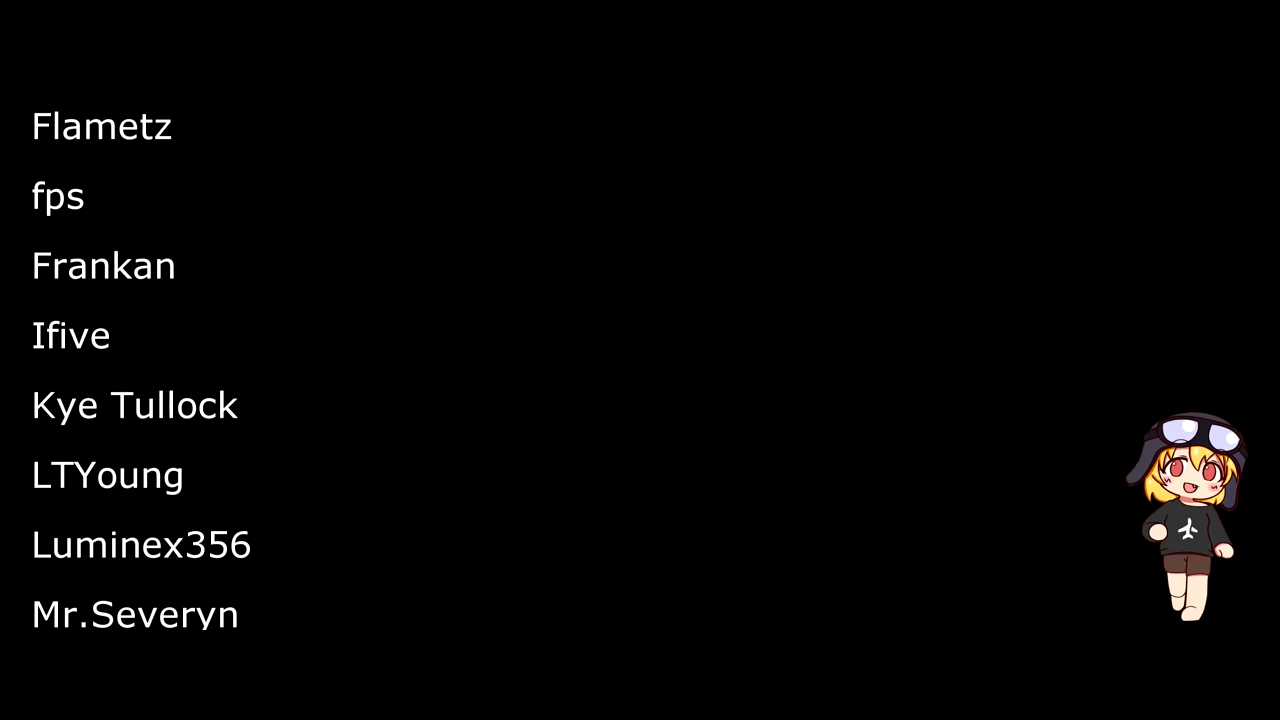 Flametz
fps
Frankan
Ifive
Kye Tullock
LTYoung
Luminex356
Mr.Severyn